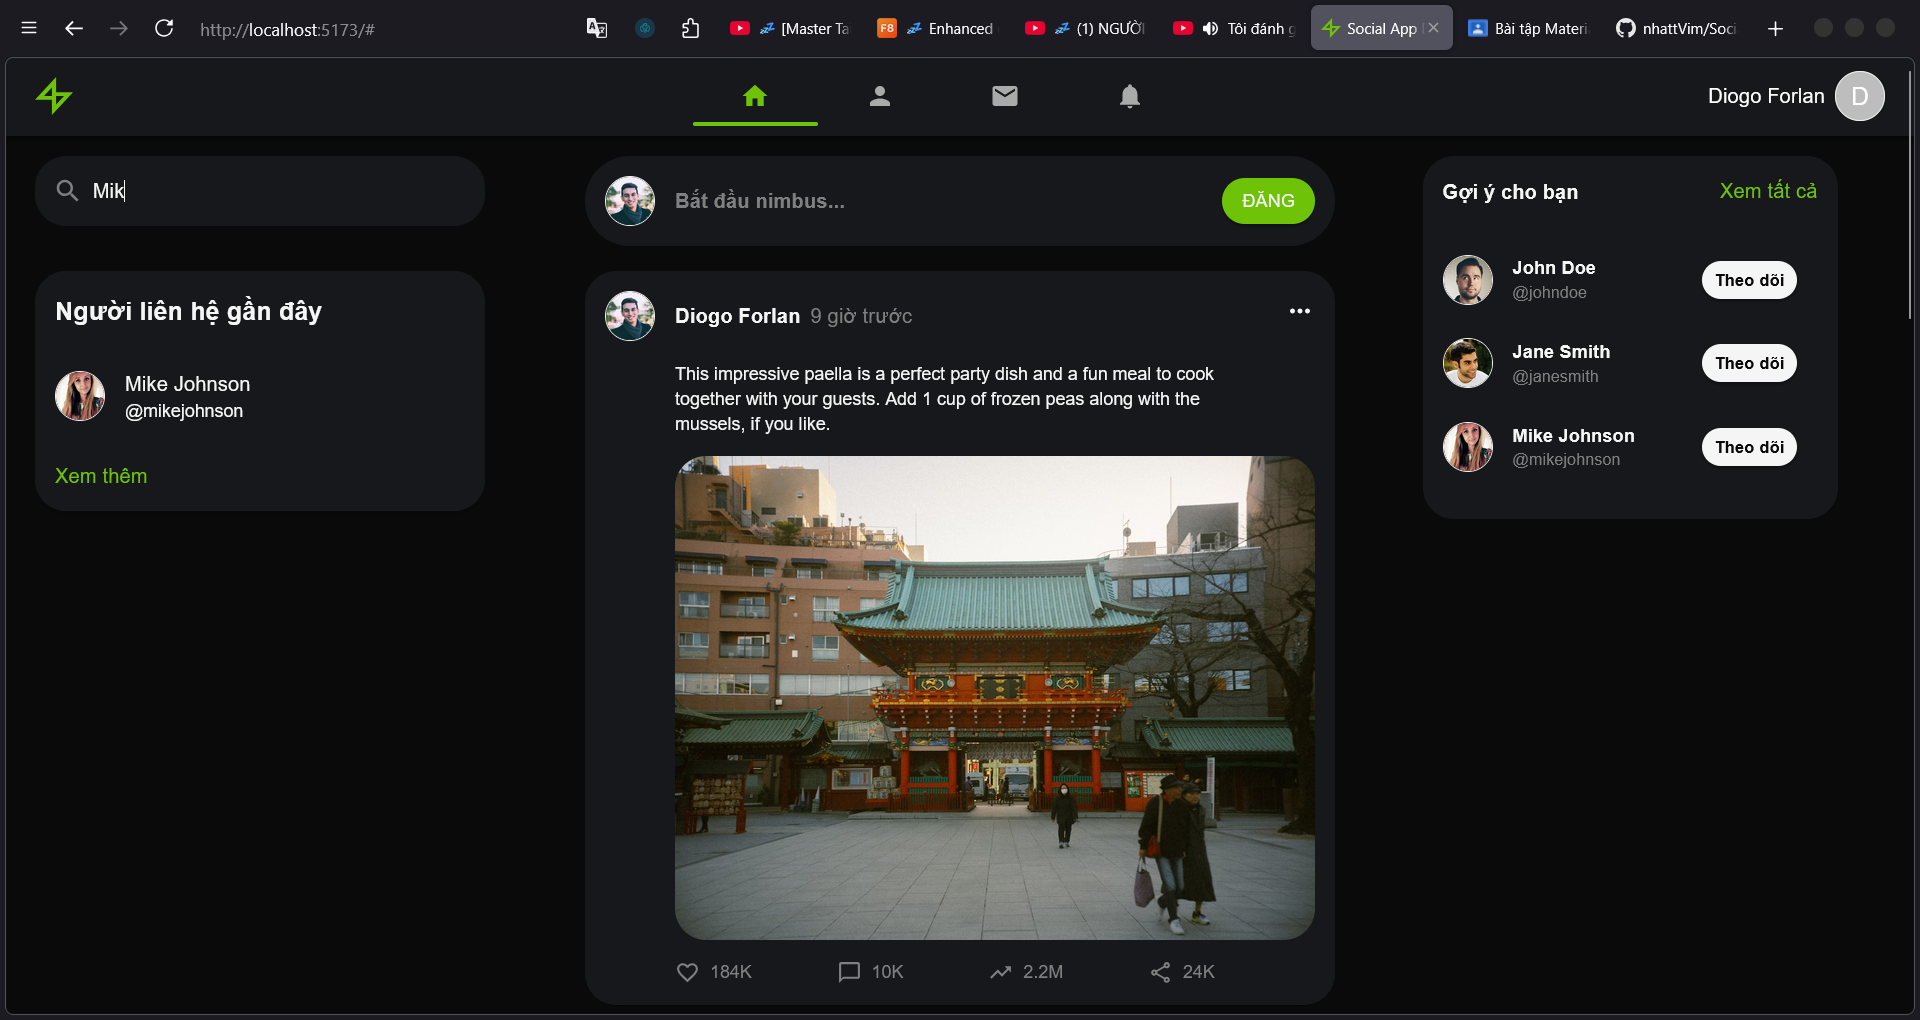 http://localhost:5173/#
[Master Ta
F8
Enhanced
(1) NGƯỜI
Tôi đánh g
Social App
Bài tập Materi
nhattVim/Soci
Diogo Forlan
D
Mik
Người liên hệ gần đây
Mike Johnson
@mikejohnson
Xem thêm
Bắt đầu nimbus...
ĐĂNG
Diogo Forlan 9 giờ trước
This impressive paella is a perfect party dish and a fun meal to cook
together with your guests. Add 1 cup of frozen peas along with the
mussels, if you like.
184K
10K
2.2M
24K
Gợi ý cho bạn
Xem tất cả
John Doe
@johndoe
Theo dõi
Jane Smith
@janesmith
Theo dõi
Mike Johnson
@mikejohnson
Theo dõi